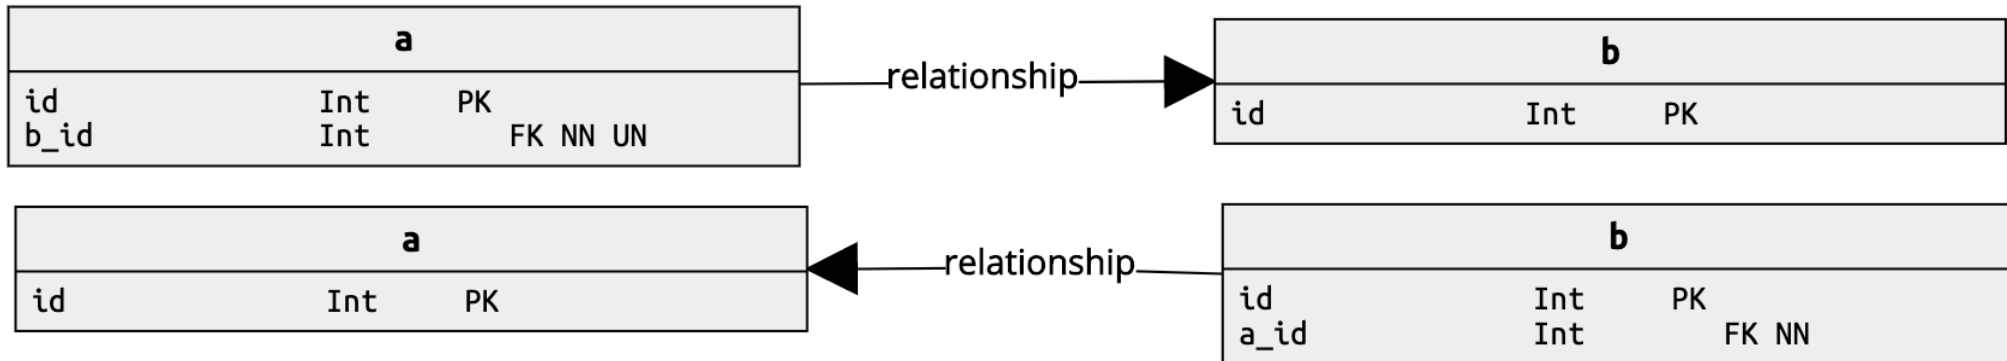 a
id Int PK
b_id Int FK NN UN
relationship
b
id Int PK
a
id Int PK
relationship
b
id Int PK
a_id Int FK NN